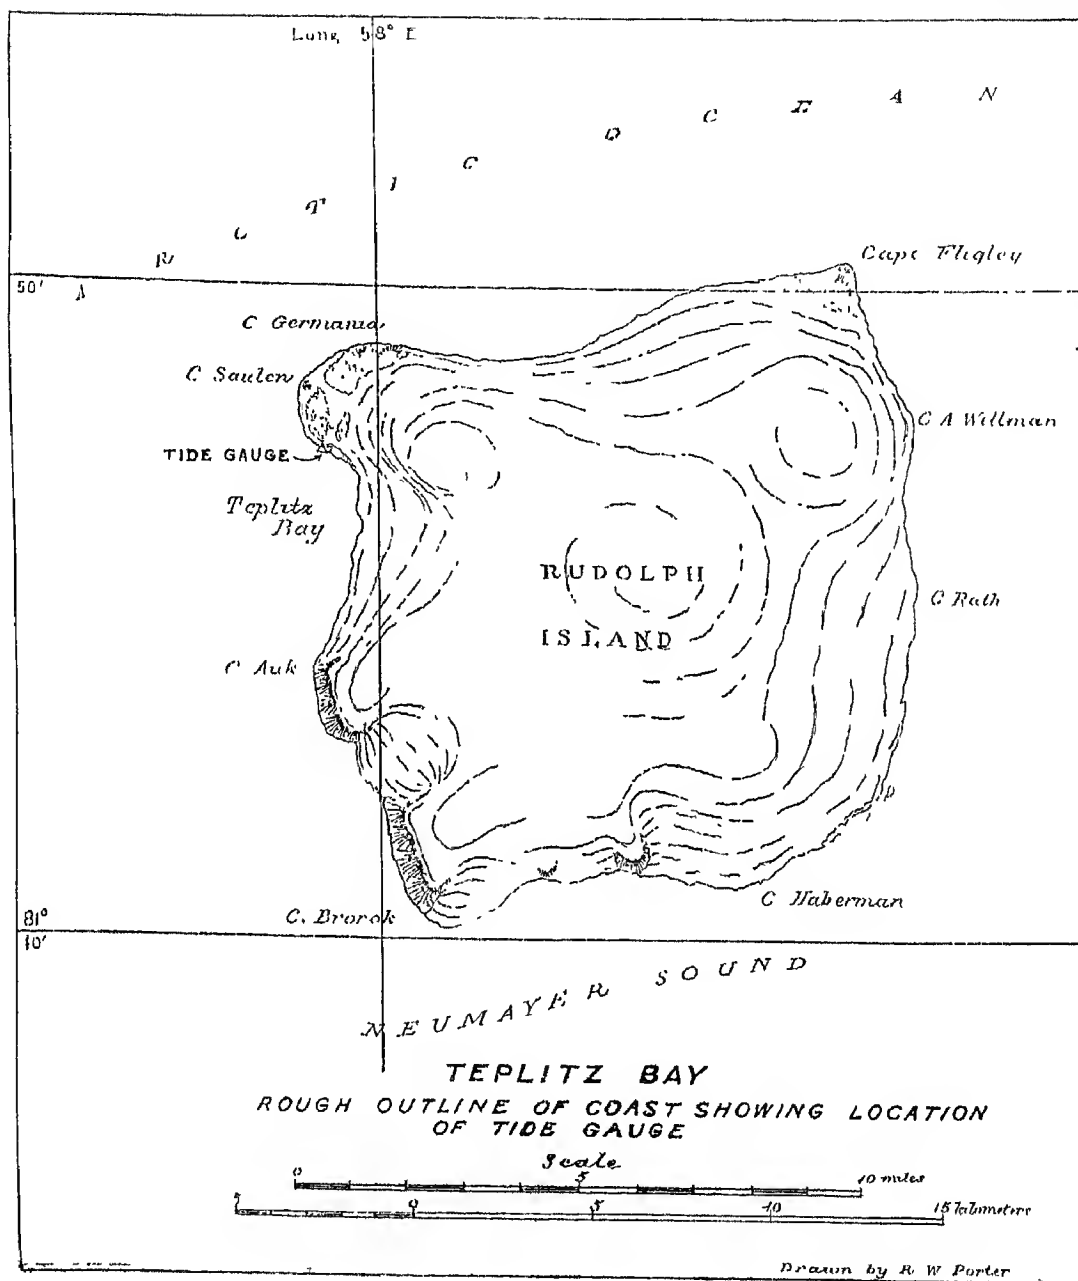 Long. 58° E
ARCTIC OCEAN
50'
Cape Fligley
C Germania
C Saulen
C A Willman
TIDE GAUGE
Teplitz
Bay
RUDOLPH
ISLAND
C Rath
C Auk
C. Brorok
C Haberman
81°
10'
NEUMAYER SOUND
TEPLITZ BAY
ROUGH OUTLINE OF COAST SHOWING LOCATION
OF TIDE GAUGE
Scale
0 5 10 miles
5 0 5 10 15 kilometers
Drawn by R W Porter